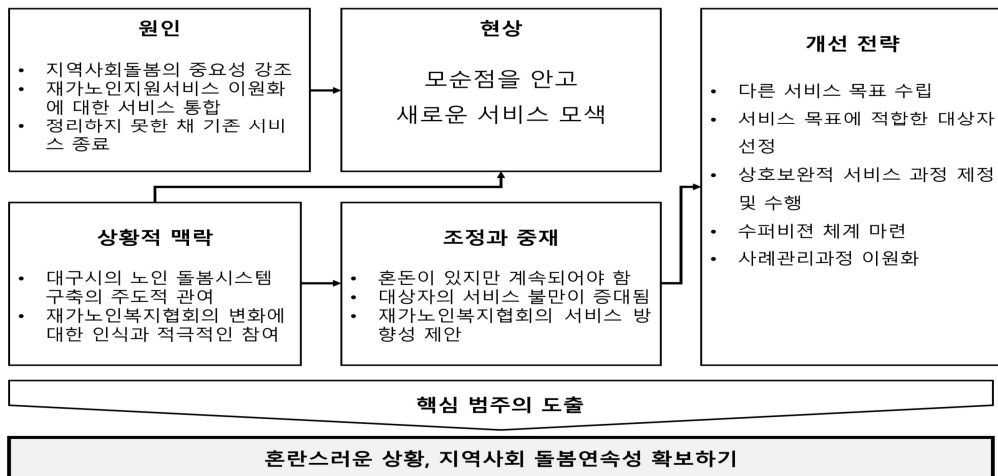 원인
• 지역사회돌봄의 중요성 강조
• 재가노인지원서비스 이원화
에 대한 서비스 통합
• 정리하지 못한 채 기존 서비
스 종료
현상
모순점을 안고
새로운 서비스 모색
개선 전략
• 다른 서비스 목표 수립
• 서비스 목표에 적합한 대상자
선정
• 상호보완적 서비스 과정 제정
및 수행
• 수퍼비젼 체계 마련
• 사례관리과정 이원화
상황적 맥락
• 대구시의 노인 돌봄시스템
구축의 주도적 관여
• 재가노인복지협회의 변화에
대한 인식과 적극적인 참여
조정과 중재
• 혼돈이 있지만 계속되어야 함
• 대상자의 서비스 불만이 증대됨
• 재가노인복지협회의 서비스 방
향성 제안
핵심 범주의 도출
혼란스러운 상황, 지역사회 돌봄연속성 확보하기